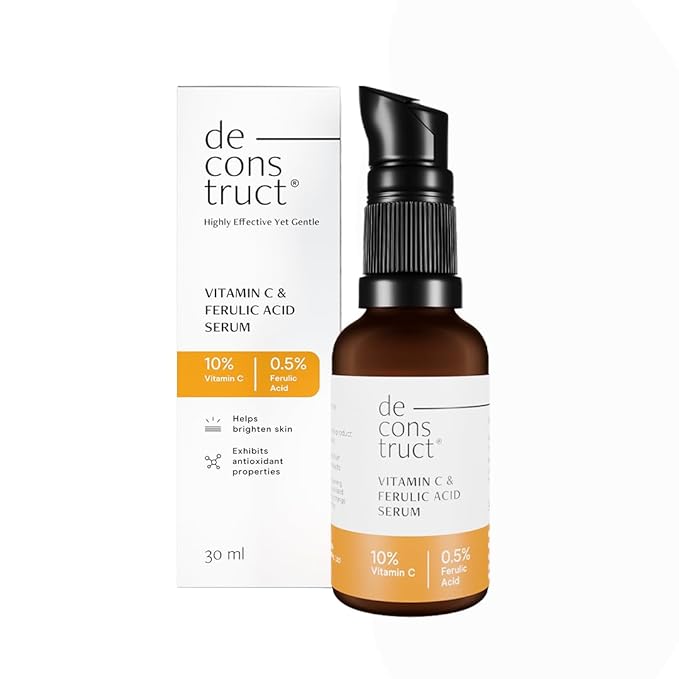 de
cons
truct®
Highly Effective Yet Gentle
VITAMIN C &
FERULIC ACID
SERUM
10%
Vitamin C
0.5%
Ferulic
Acid
Helps
brighten skin
Exhibits
antioxidant
properties
30 ml
de
cons
truct®
VITAMIN C &
FERULIC ACID
SERUM
10%
Vitamin C
0.5%
Ferulic
Acid